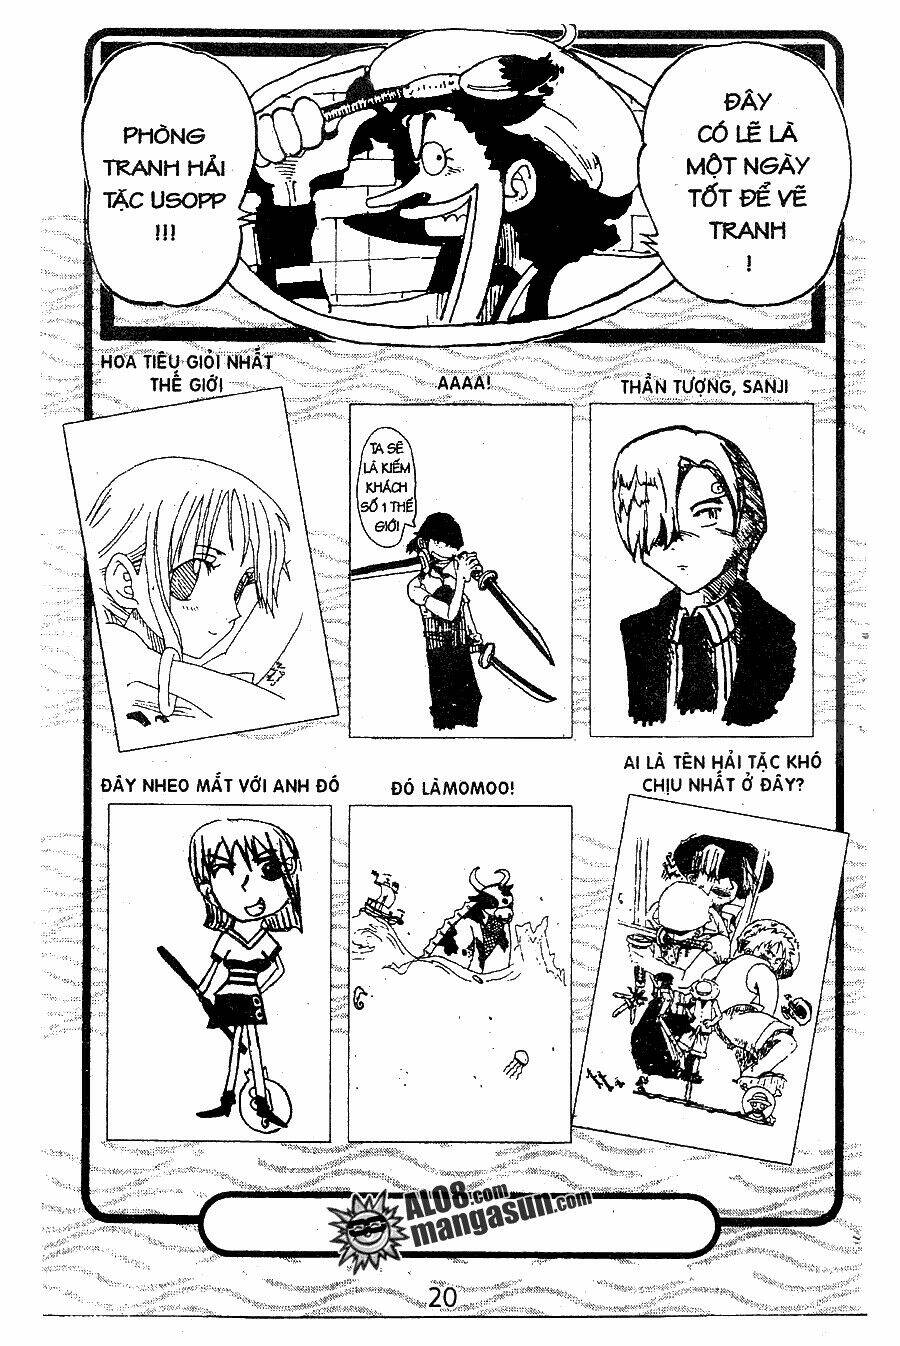 ĐÂY
CÓ LẼ LÀ
MỘT NGÀY
TỐT ĐỂ VẼ
TRANH
!
PHÒNG
TRANH HẢI
TẶC USOPP
!!!
HOA TIÊU GIỎI NHẤT
THẾ GIỚI
AAAA!
THẦN TƯỢNG, SANJI
TA SẼ
LÀ KIẾM
KHÁCH
SỐ 1 THẾ
GIỚI
ĐÂY NHEO MẮT VỚI ANH ĐÓ
ĐÓ LÀMOMOO!
AI LÀ TÊN HẢI TẶC KHÓ
CHỊU NHẤT Ở ĐÂY?
ALO8.com
mangasun.com
20